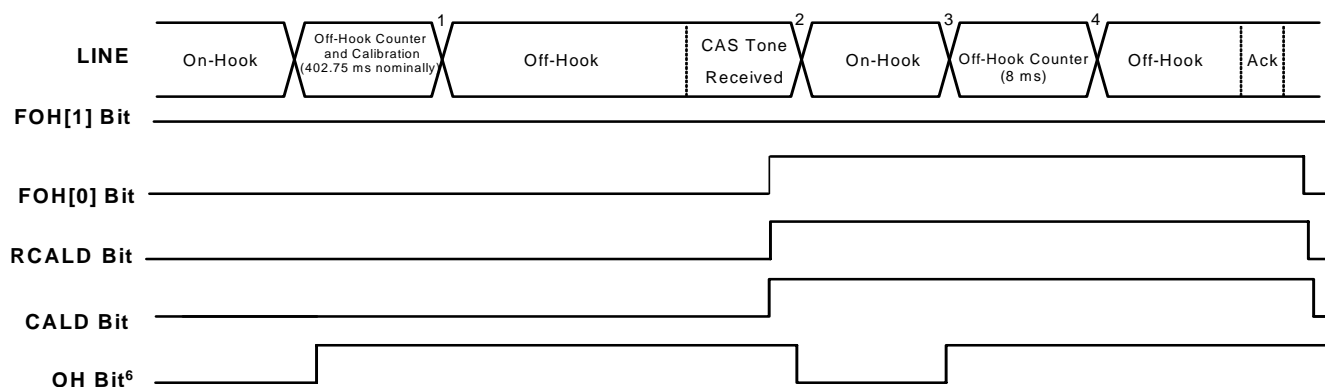 1 2 3 4
LINE
On-Hook
Off-Hook Counter
and Calibration
(402.75 ms nominally)
Off-Hook
CAS Tone
Received
On-Hook
Off-Hook Counter
(8 ms)
Off-Hook
Ack
FOH[1] Bit
FOH[0] Bit
RCALD Bit
CALD Bit
OH Bit⁶